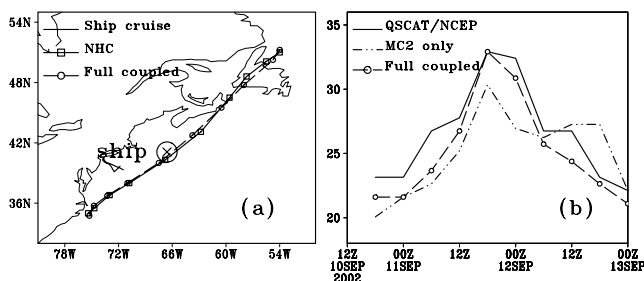 54N
48N
42N
36N
Ship cruise
NHC
Full coupled
ship
(a)
78W 72W 66W 60W 54W
35
30
25
20
QSCAT/NCEP
MC2 only
Full coupled
(b)
12Z 00Z 12Z 00Z 12Z 00Z
10SEP 11SEP 12SEP 13SEP
2002